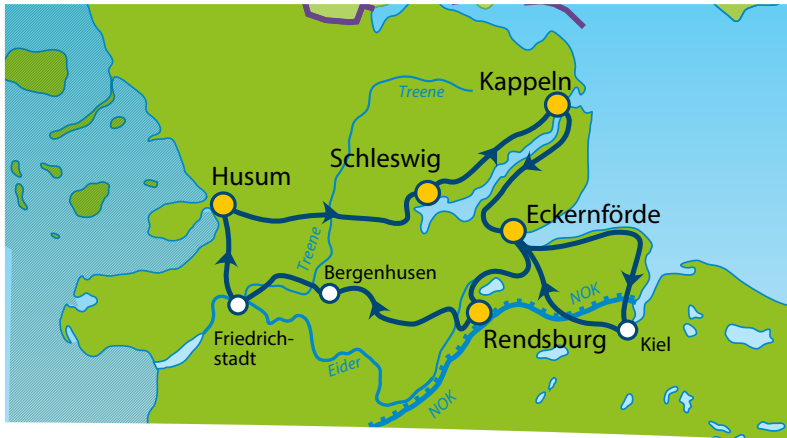 Kappeln
Treene
Schleswig
Husum
Eckernförde
Treene
Bergenhusen
NOK
Friedrich-
stadt
Rendsburg
Kiel
Eider
NOK